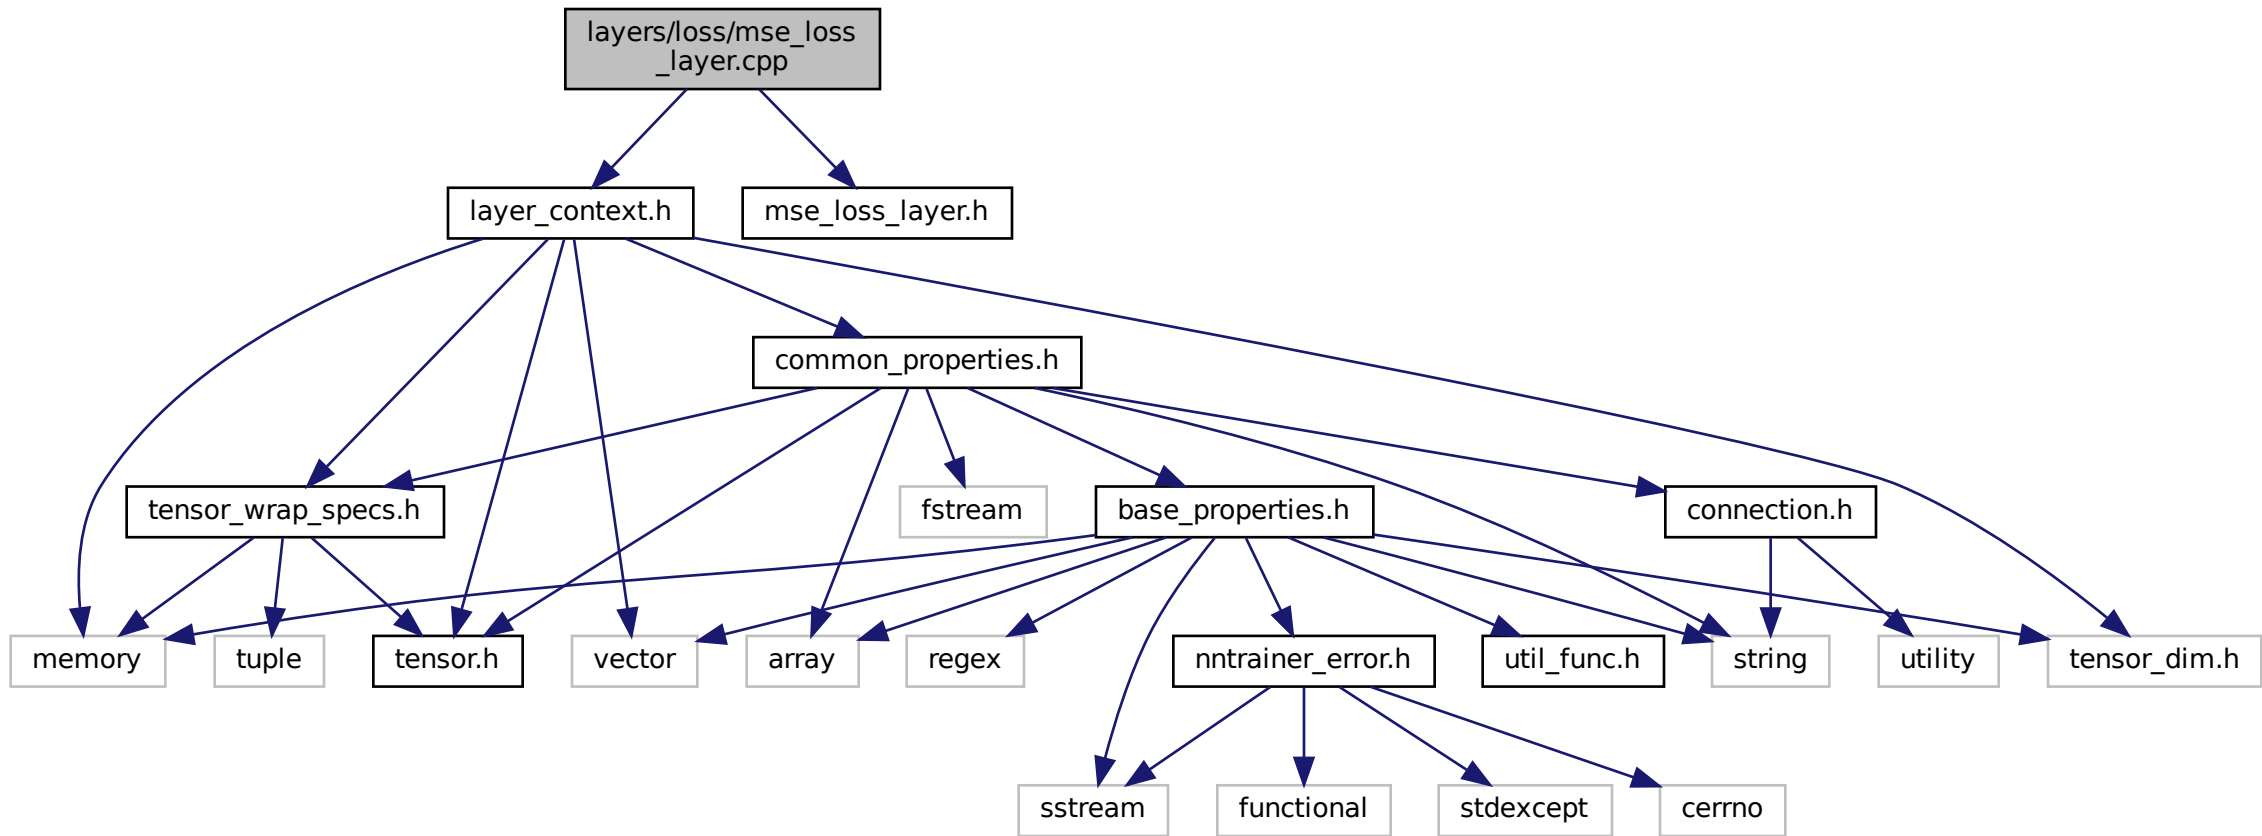 layers/loss/mse_loss
_layer.cpp
layer_context.h
mse_loss_layer.h
common_properties.h
tensor_wrap_specs.h
fstream
base_properties.h
connection.h
memory
tuple
tensor.h
vector
array
regex
nntrainer_error.h
util_func.h
string
utility
tensor_dim.h
sstream
functional
stdexcept
cerrno